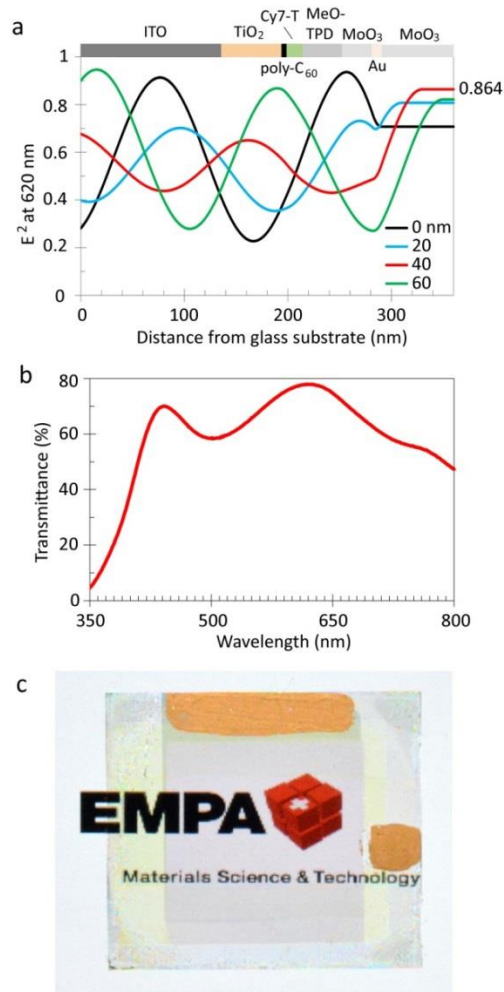 a
ITO
TiO2
Cy7-T
MeO-
TPD
MoO3
MoO3
poly-C60
Au
1
0.8
0.6
0.4
0.2
0
E2 at 620 nm
0.864
0 nm
20
40
60
0
100
200
300
Distance from glass substrate (nm)
b
80
60
40
20
0
Transmittance (%)
350
500
650
800
Wavelength (nm)
c
EMPA
Materials Science & Technology